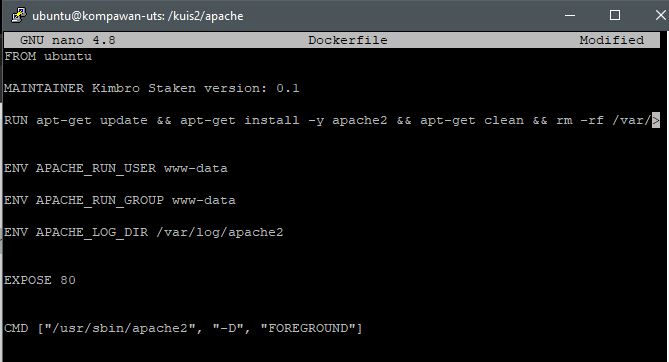 ubuntu@kompawan-uts: /kuis2/apache
GNU nano 4.8 Dockerfile Modified
FROM ubuntu
MAINTAINER Kimbro Staken version: 0.1
RUN apt-get update && apt-get install -y apache2 && apt-get clean && rm -rf /var/>
ENV APACHE_RUN_USER www-data
ENV APACHE_RUN_GROUP www-data
ENV APACHE_LOG_DIR /var/log/apache2
EXPOSE 80
CMD ["/usr/sbin/apache2", "-D", "FOREGROUND"]